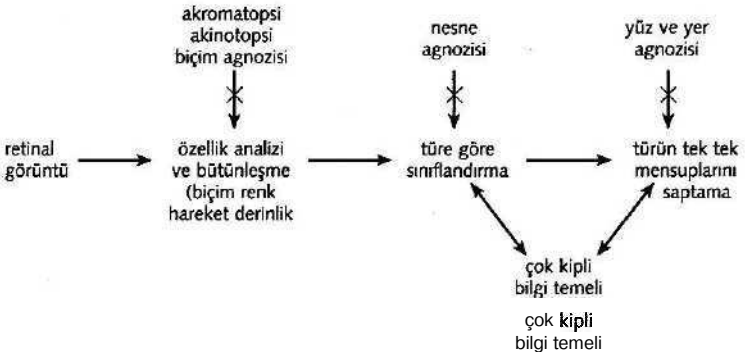 akromatopsi
akinotopsi
biçim agnozisi
nesne
agnozisi
yüz ve yer
agnozisi
retinal
görüntü
özellik analizi
ve bütünleşme
(biçim renk
hareket derinlik
türe göre
sınıflandırma
türün tek tek
mensuplarını
saptama
çok kipli
bilgi temeli
çok kipli
bilgi temeli